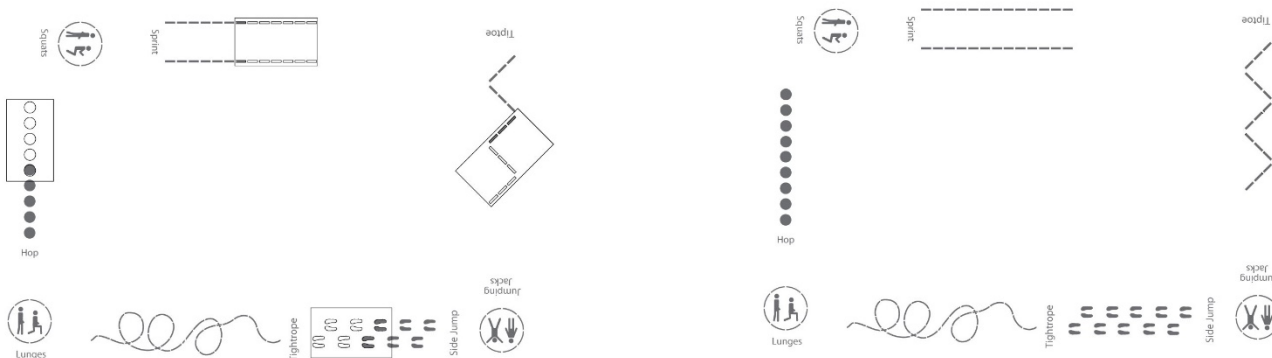 Squats
Sprint
Tiptoe
Hop
Jumping
Jacks
Lunges
Tightrope
Side Jump
Squats
Sprint
Tiptoe
Hop
Jumping
Jacks
Lunges
Tightrope
Side Jump